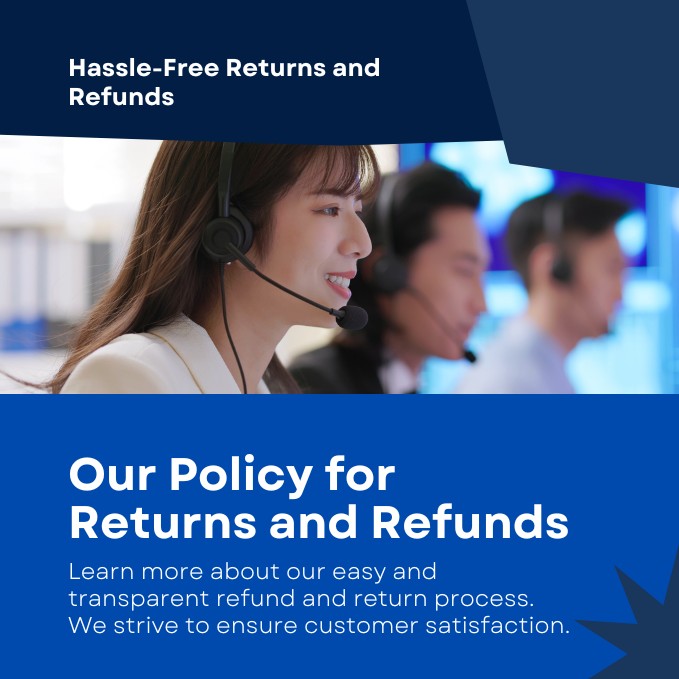 Hassle-Free Returns and
Refunds
Our Policy for
Returns and Refunds
Learn more about our easy and
transparent refund and return process.
We strive to ensure customer satisfaction.